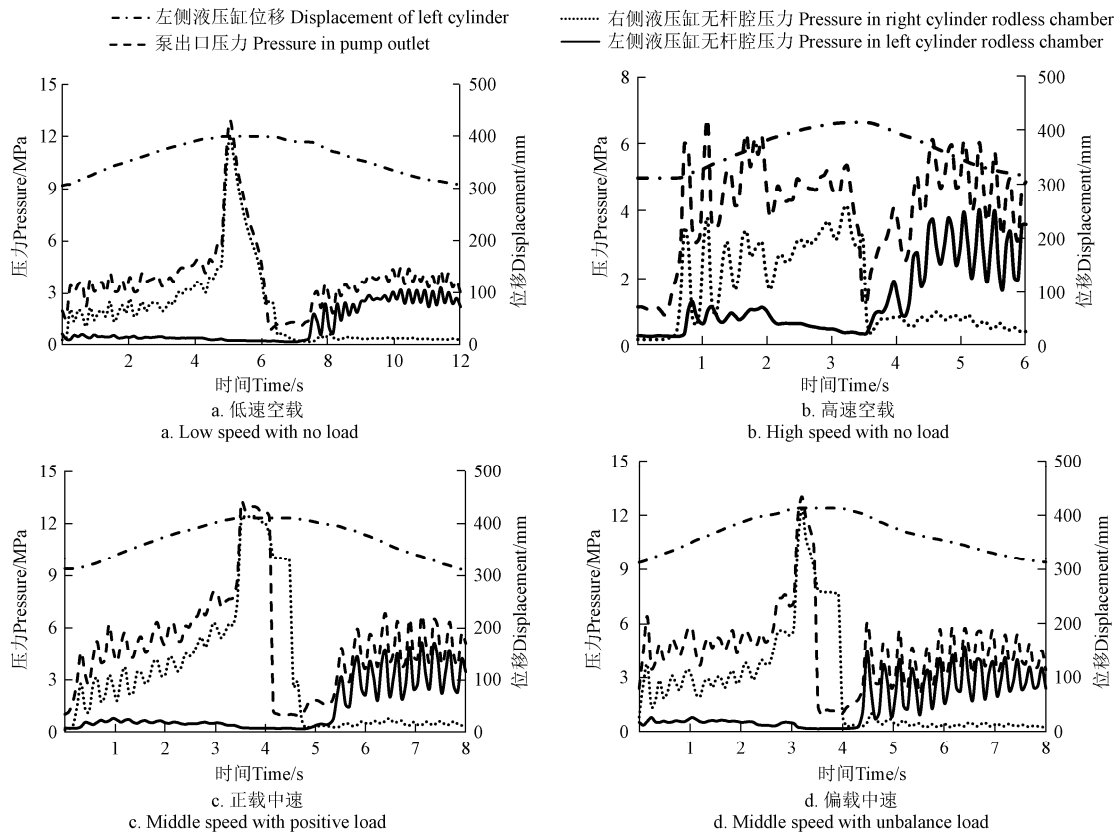 左侧液压缸位移 Displacement of left cylinder
右侧液压缸无杆腔压力 Pressure in right cylinder rodless chamber
泵出口压力 Pressure in pump outlet
左侧液压缸无杆腔压力 Pressure in left cylinder rodless chamber
15
12
9
6
3
0
压力Pressure/MPa
500
400
300
200
100
0
位移Displacement/mm
2 4 6 8 10 12
时间Time/s
a. 低速空载
a. Low speed with no load
8
6
4
2
0
压力Pressure/MPa
500
400
300
200
100
0
位移Displacement/mm
1 2 3 4 5 6
时间Time/s
b. 高速空载
b. High speed with no load
15
12
9
6
3
0
压力Pressure/MPa
500
400
300
200
100
0
位移Displacement/mm
1 2 3 4 5 6 7 8
时间Time/s
c. 正载中速
c. Middle speed with positive load
15
12
9
6
3
0
压力Pressure/MPa
500
400
300
200
100
0
位移Displacement/mm
1 2 3 4 5 6 7 8
时间Time/s
d. 偏载中速
d. Middle speed with unbalance load